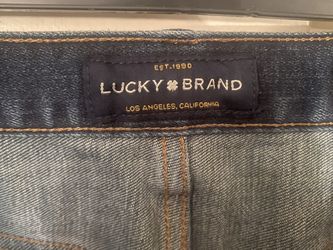 EST. 1990
LUCKY BRAND
LOS ANGELES, CALIFORNIA